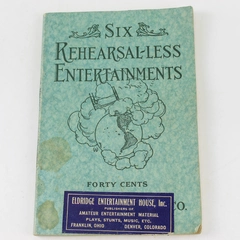 SIX
REHEARSAL-LESS
ENTERTAINMENTS
FORTY CENTS
CO.
ELDRIDGE ENTERTAINMENT HOUSE, Inc.
PUBLISHERS OF
AMATEUR ENTERTAINMENT MATERIAL
PLAYS, STUNTS, MUSIC, ETC.
FRANKLIN, OHIO DENVER, COLORADO